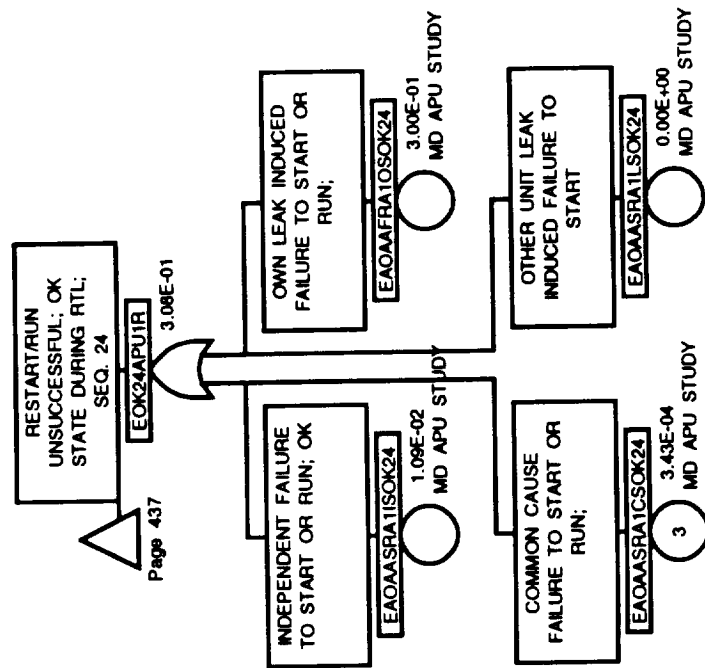 RESTART/RUN
UNSUCCESSFUL; OK
STATE DURING RTL;
SEQ. 24
EOK24APU1R
3.08E-01
Page 437
INDEPENDENT FAILURE
TO START OR RUN; OK
EAOAASRA1ISOK24
1.09E-02
MD APU STUDY
OWN LEAK INDUCED
FAILURE TO START OR
RUN;
EAOAAFRA1OSOK24
3.00E-01
MD APU STUDY
COMMON CAUSE
FAILURE TO START OR
RUN;
EAOAASRA1CSOK24
3
3.43E-04
MD APU STUDY
OTHER UNIT LEAK
INDUCED FAILURE TO
START
EAOAASRA1LSOK24
0.00E+00
MD APU STUDY